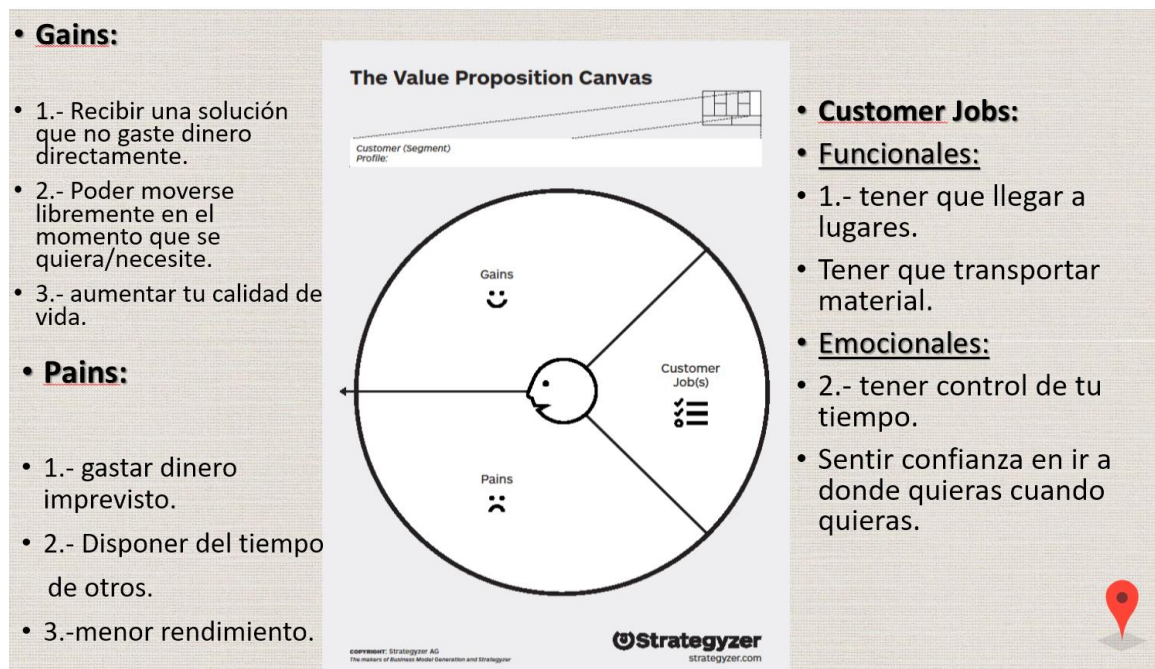 • Gains:
• 1.- Recibir una solución
que no gaste dinero
directamente.
• 2.- Poder moverse
libremente en el
momento que se
quiera/necesite.
• 3.- aumentar tu calidad de
vida.
• Pains:
• 1.- gastar dinero
imprevisto.
• 2.- Disponer del tiempo
de otros.
• 3.-menor rendimiento.
The Value Proposition Canvas
Customer (Segment)
Profile:
Gains
Customer
Job(s)
Pains
COPYRIGHT: Strategyzer AG
The makers of Business Model Generation and Strategyzer
Strategyzer
strategyzer.com
• Customer Jobs:
• Funcionales:
• 1.- tener que llegar a
lugares.
• Tener que transportar
material.
• Emocionales:
• 2.- tener control de tu
tiempo.
• Sentir confianza en ir a
donde quieras cuando
quieras.